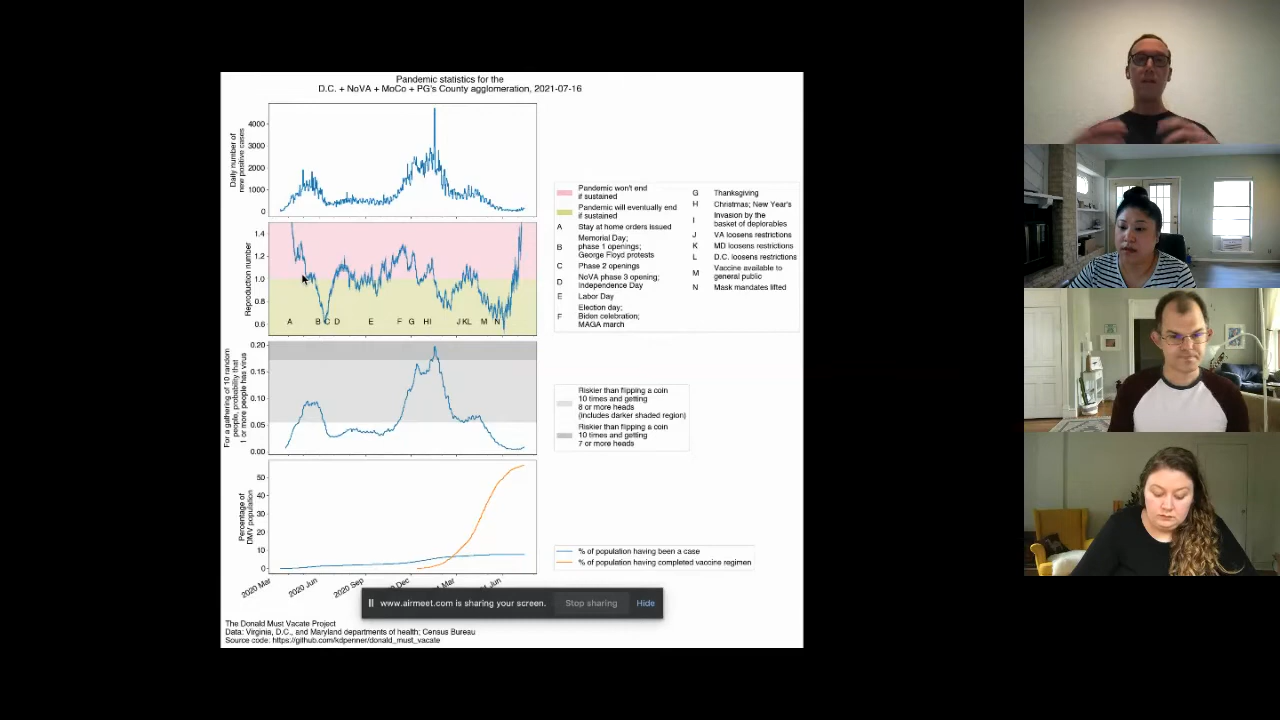 Pandemic statistics for the
D.C. + NoVA + MoCo + PG's County agglomeration, 2021-07-16
Daily number of
new positive cases
4000
3000
2000
1000
0
Reproduction number
1.4
1.2
1.0
0.8
0.6
A B C D E F G H I J K L M N
For a gathering of 10 random
people, probability that
1 or more people has virus
0.20
0.15
0.10
0.05
0.00
Percentage of
DMV population
50
40
30
20
10
0
2020 Mar
2020 Jun
2020 Sep
Dec
Mar
Jun
Pandemic won't end
if sustained
Pandemic will eventually end
if sustained
A Stay at home orders issued
B Memorial Day;
phase 1 openings;
George Floyd protests
C Phase 2 openings
D NoVA phase 3 opening;
Independence Day
E Labor Day
F Election day;
Biden celebration;
MAGA march
G Thanksgiving
H Christmas; New Year's
I Invasion by the
basket of deplorables
J VA loosens restrictions
K MD loosens restrictions
L D.C. loosens restrictions
M Vaccine available to
general public
N Mask mandates lifted
Riskier than flipping a coin
10 times and getting
6 or more heads
(includes darker shaded region)
Riskier than flipping a coin
10 times and getting
7 or more heads
% of population having been a case
% of population having completed vaccine regimen
www.airmeet.com is sharing your screen. Stop sharing Hide
The Donald Must Vacate Project
Data: Virginia, D.C., and Maryland departments of health; Census Bureau
Source code: https://github.com/kdpenner/donald_must_vacate